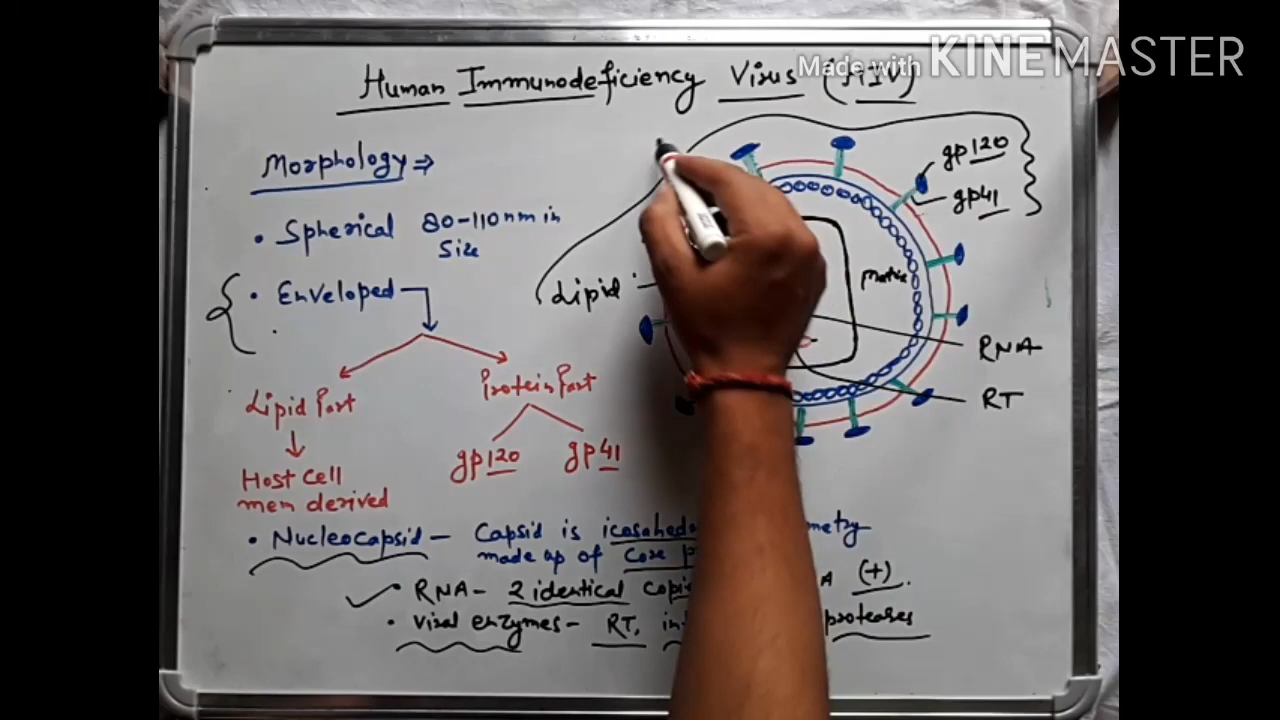 Made with KINEMASTER
Human Immunodeficiency Virus (HIV)
Morphology ⇒
• Spherical 80-110nm in
Size
• Enveloped
Lipid Part
Protein Part
Host Cell
mem derived
gp120 gp41
• Nucleocapsid – Capsid is
made up of Core
• RNA- 2 identical (+).
• Viral enzymes- RT, proteases
gp120
gp41
Lipid
Matrix
RNA
RT